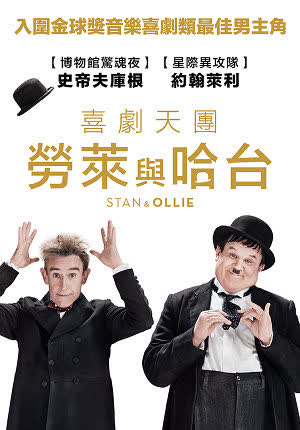 入圍金球獎音樂喜劇類最佳男主角
【博物館驚魂夜】【星際異攻隊】
史帝夫庫根 約翰萊利
喜劇天團
勞萊與哈台
STAN & OLLIE